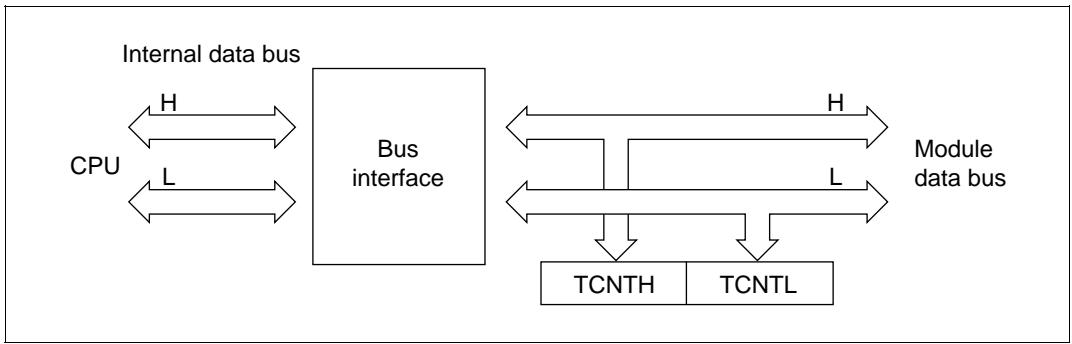 Internal data bus
H
H
CPU
Bus
interface
Module
data bus
L
L
TCNTH
TCNTL